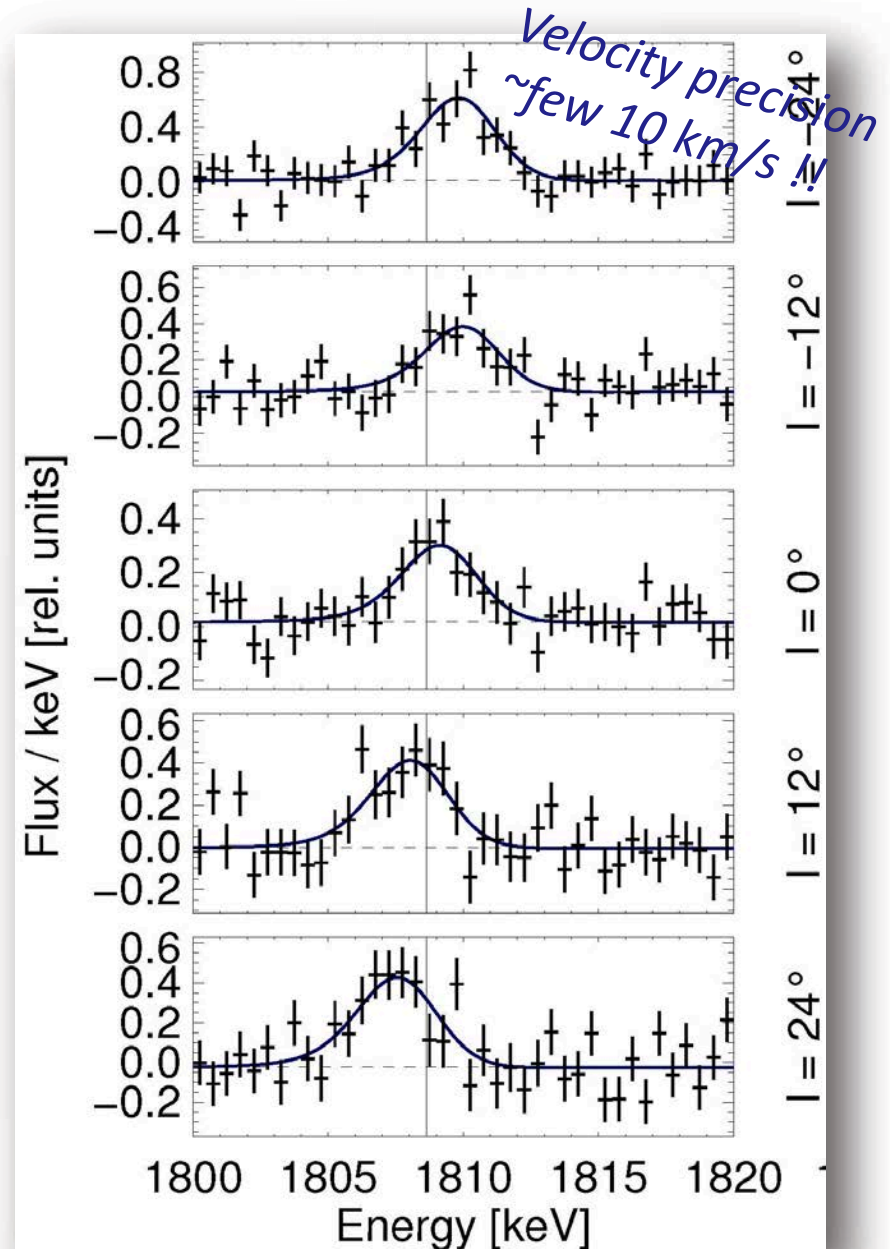 Velocity precision
~few 10 km/s !!
0.8
0.4
0.0
−0.4
l = −24°
0.6
0.4
0.2
0.0
−0.2
l = −12°
0.4
0.2
0.0
−0.2
l = 0°
0.6
0.4
0.2
0.0
−0.2
l = 12°
0.6
0.4
0.2
0.0
−0.2
l = 24°
Flux / keV [rel. units]
1800 1805 1810 1815 1820
Energy [keV]